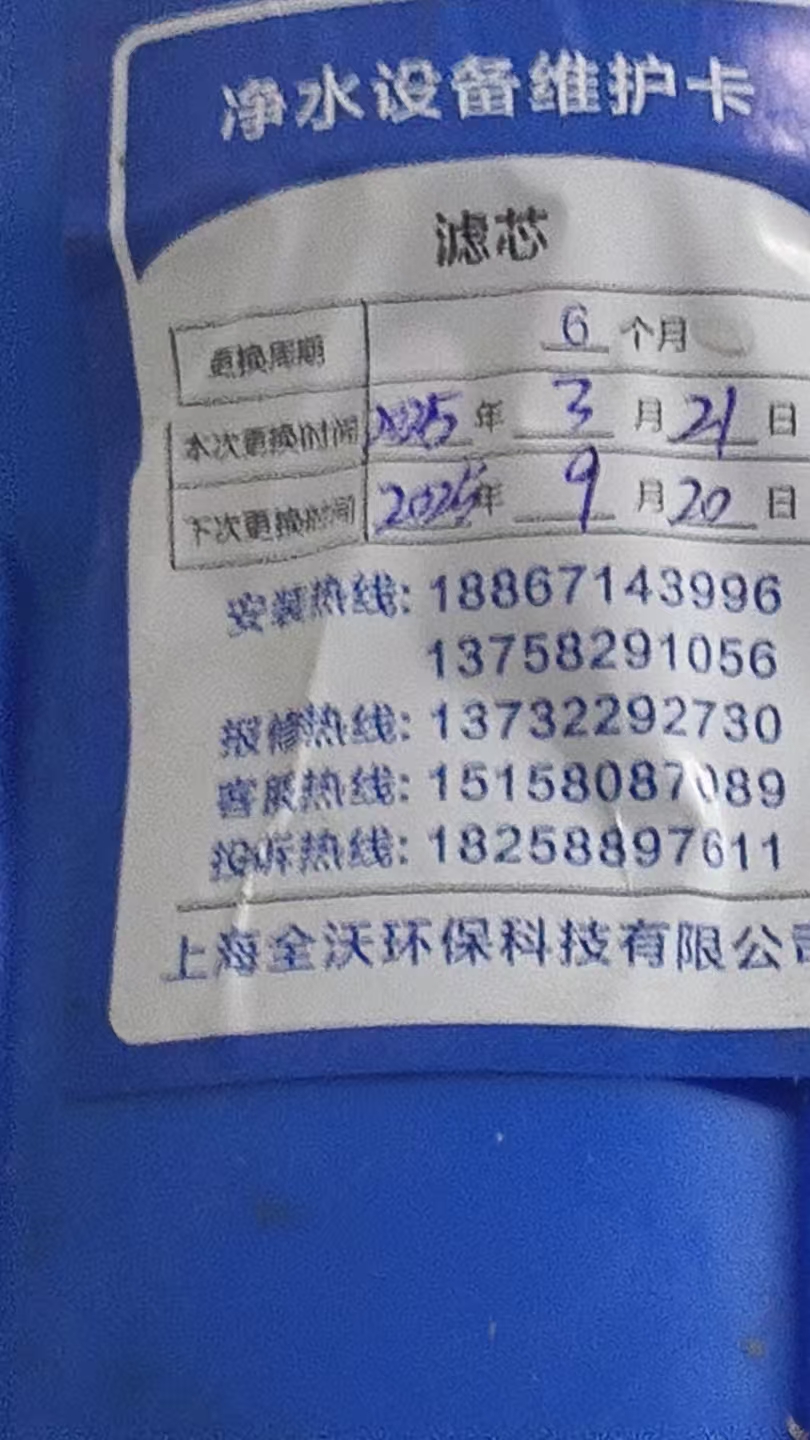 净水设备维护卡
滤芯
更换周期 6 个月
本次更换时间 2025 年 3 月 21 日
下次更换时间 2025 年 9 月 20 日
安装热线: 18867143996
13758291056
报修热线: 13732292730
客服热线: 15158087089
投诉热线: 18258897611
上海全沃环保科技有限公司